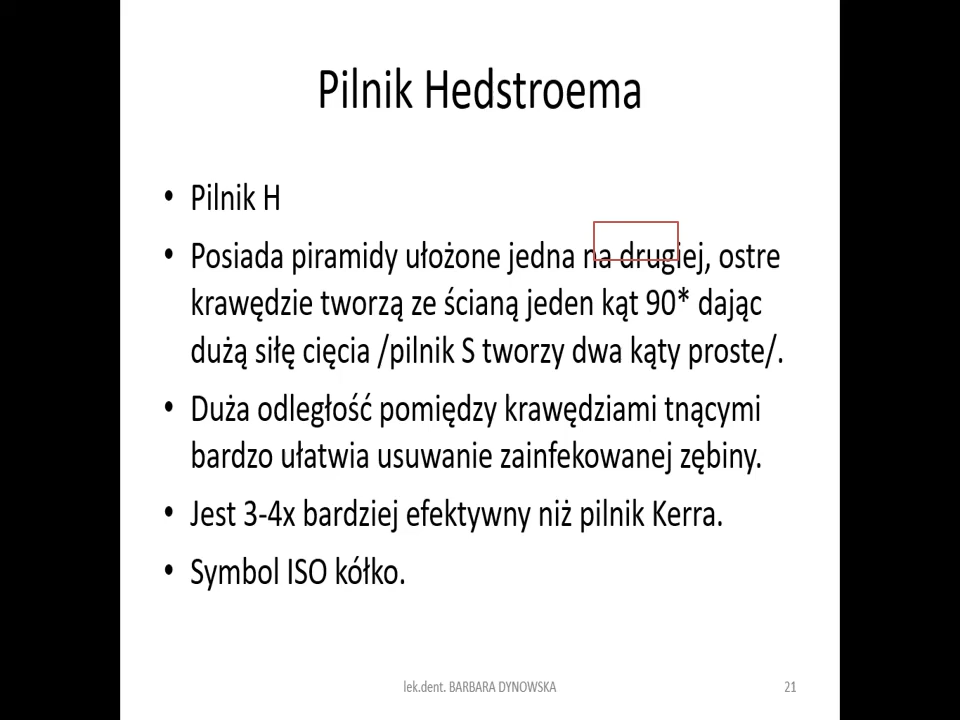 Pilnik Hedstroema
• Pilnik H
• Posiada piramidy ułożone jedna na drugiej, ostre
krawędzie tworzą ze ścianą jeden kąt 90* dając
dużą siłę cięcia /pilnik S tworzy dwa kąty proste/.
• Duża odległość pomiędzy krawędziami tnącymi
bardzo ułatwia usuwanie zainfekowanej zębiny.
• Jest 3-4x bardziej efektywny niż pilnik Kerra.
• Symbol ISO kółko.
lek.dent. BARBARA DYNOWSKA
21